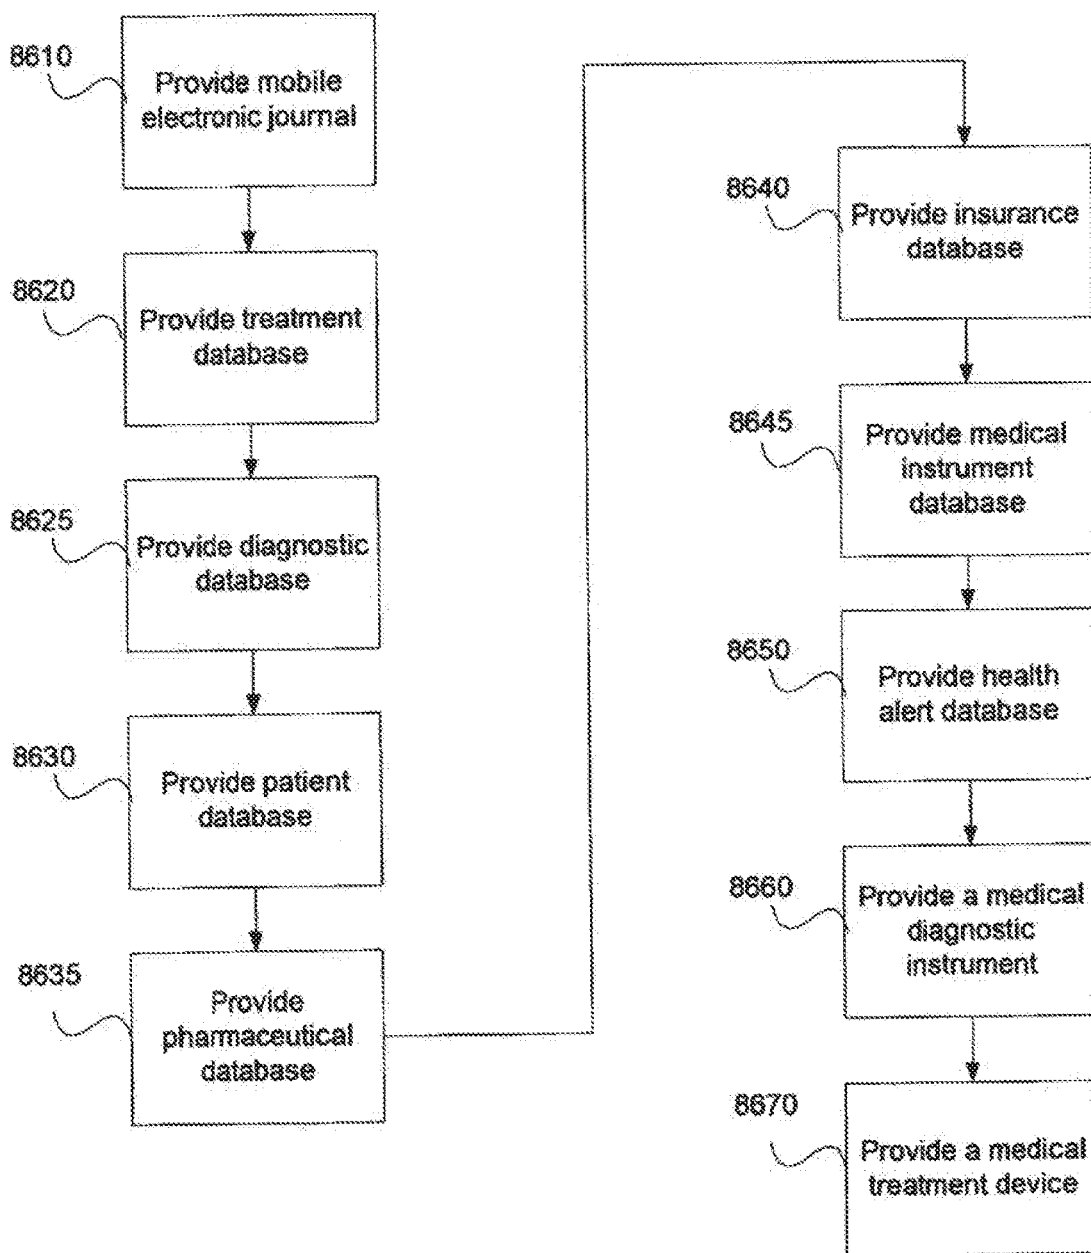 8610
Provide mobile
electronic journal
8620
Provide treatment
database
8625
Provide diagnostic
database
8630
Provide patient
database
8635
Provide
pharmaceutical
database
8640
Provide insurance
database
8645
Provide medical
instrument
database
8650
Provide health
alert database
8660
Provide a medical
diagnostic
instrument
8670
Provide a medical
treatment device